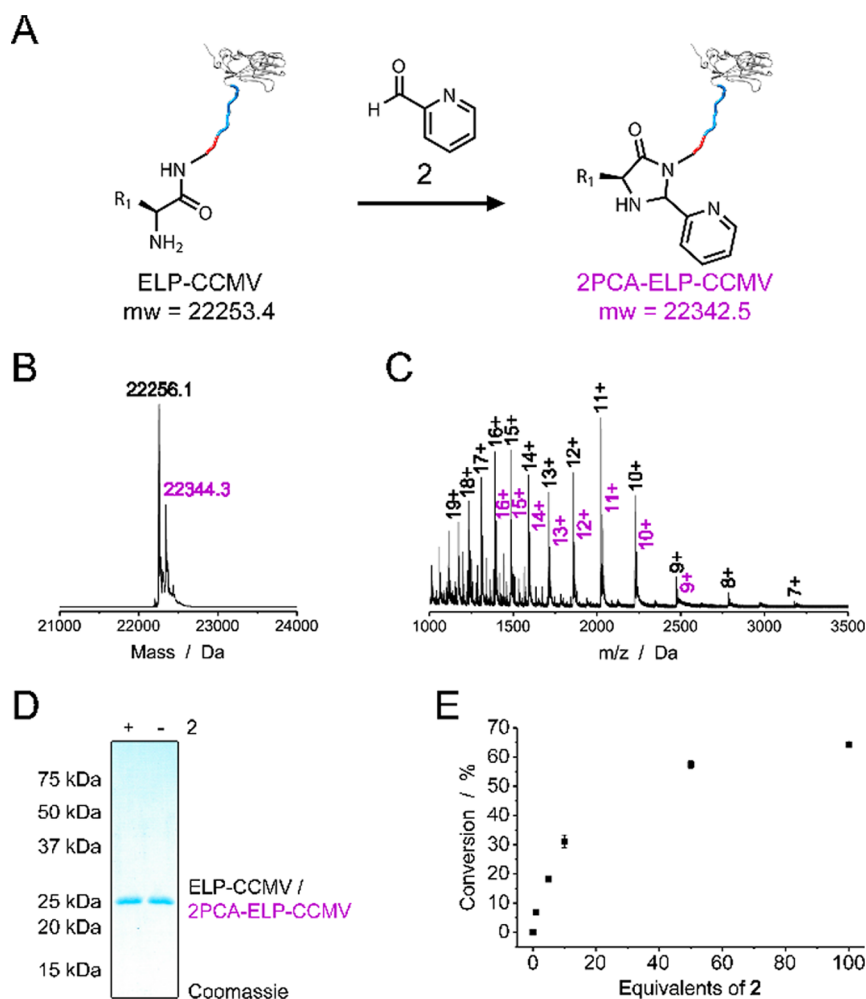 A
O
H
N
2
HN
R1
O
NH2
ELP-CCMV
mw = 22253.4
O
N
R1
HN
N
2PCA-ELP-CCMV
mw = 22342.5
B
22256.1
22344.3
21000 22000 23000 24000
Mass / Da
C
19+ 18+ 17+ 16+ 15+ 14+ 13+ 12+ 11+ 10+ 9+ 8+ 7+
16+ 15+ 14+ 13+ 12+ 11+ 10+ 9+
1000 1500 2000 2500 3000 3500
m/z / Da
D
+ - 2
75 kDa
50 kDa
37 kDa
25 kDa
20 kDa
15 kDa
ELP-CCMV /
2PCA-ELP-CCMV
Coomassie
E
Conversion / %
70
60
50
40
30
20
10
0
0 20 40 60 80 100
Equivalents of 2